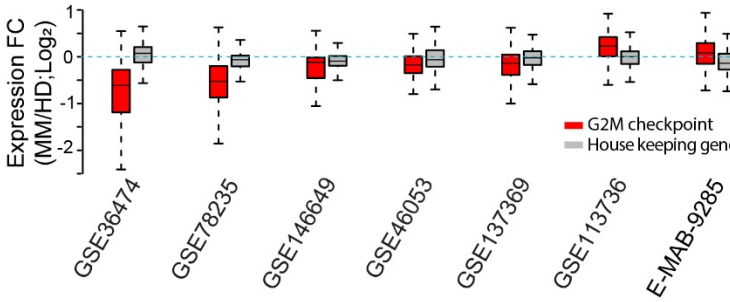 Expression FC
(MM/HD;Log₂)
1
0
-1
-2
G2M checkpoint
House keeping gene
GSE36474
GSE78235
GSE146649
GSE46053
GSE137369
GSE113736
E-MAB-9285